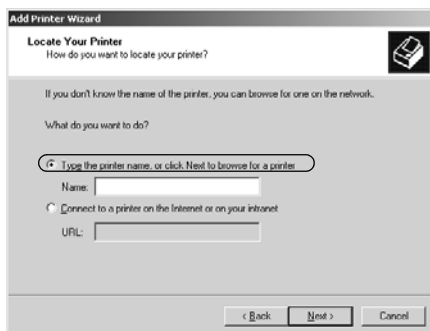 Add Printer Wizard
Locate Your Printer
How do you want to locate your printer?
If you don't know the name of the printer, you can browse for one on the network.
What do you want to do?
Type the printer name, or click Next to browse for a printer
Name:
Connect to a printer on the Internet or on your intranet
URL:
< Back Next > Cancel